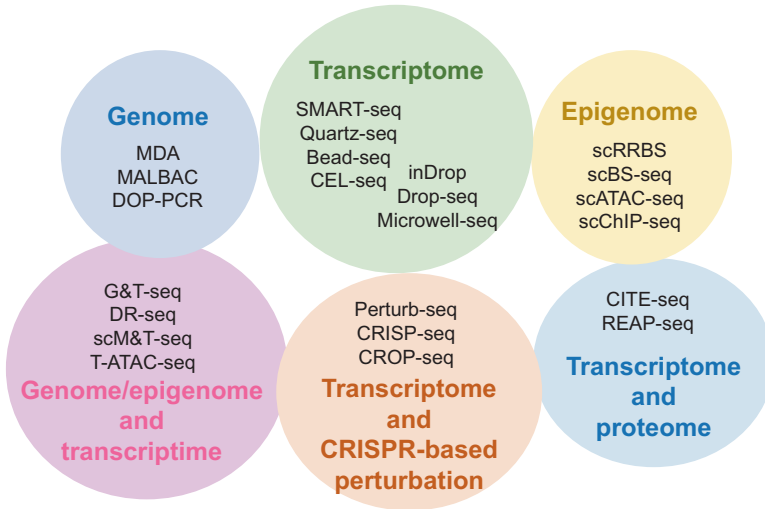 Genome
MDA
MALBAC
DOP-PCR
Transcriptome
SMART-seq
Quartz-seq
Bead-seq
CEL-seq
inDrop
Drop-seq
Microwell-seq
Epigenome
scRRBS
scBS-seq
scATAC-seq
scChIP-seq
G&T-seq
DR-seq
scM&T-seq
T-ATAC-seq
Genome/epigenome
and
transcriptime
Perturb-seq
CRISP-seq
CROP-seq
Transcriptome
and
CRISPR-based
perturbation
CITE-seq
REAP-seq
Transcriptome
and
proteome